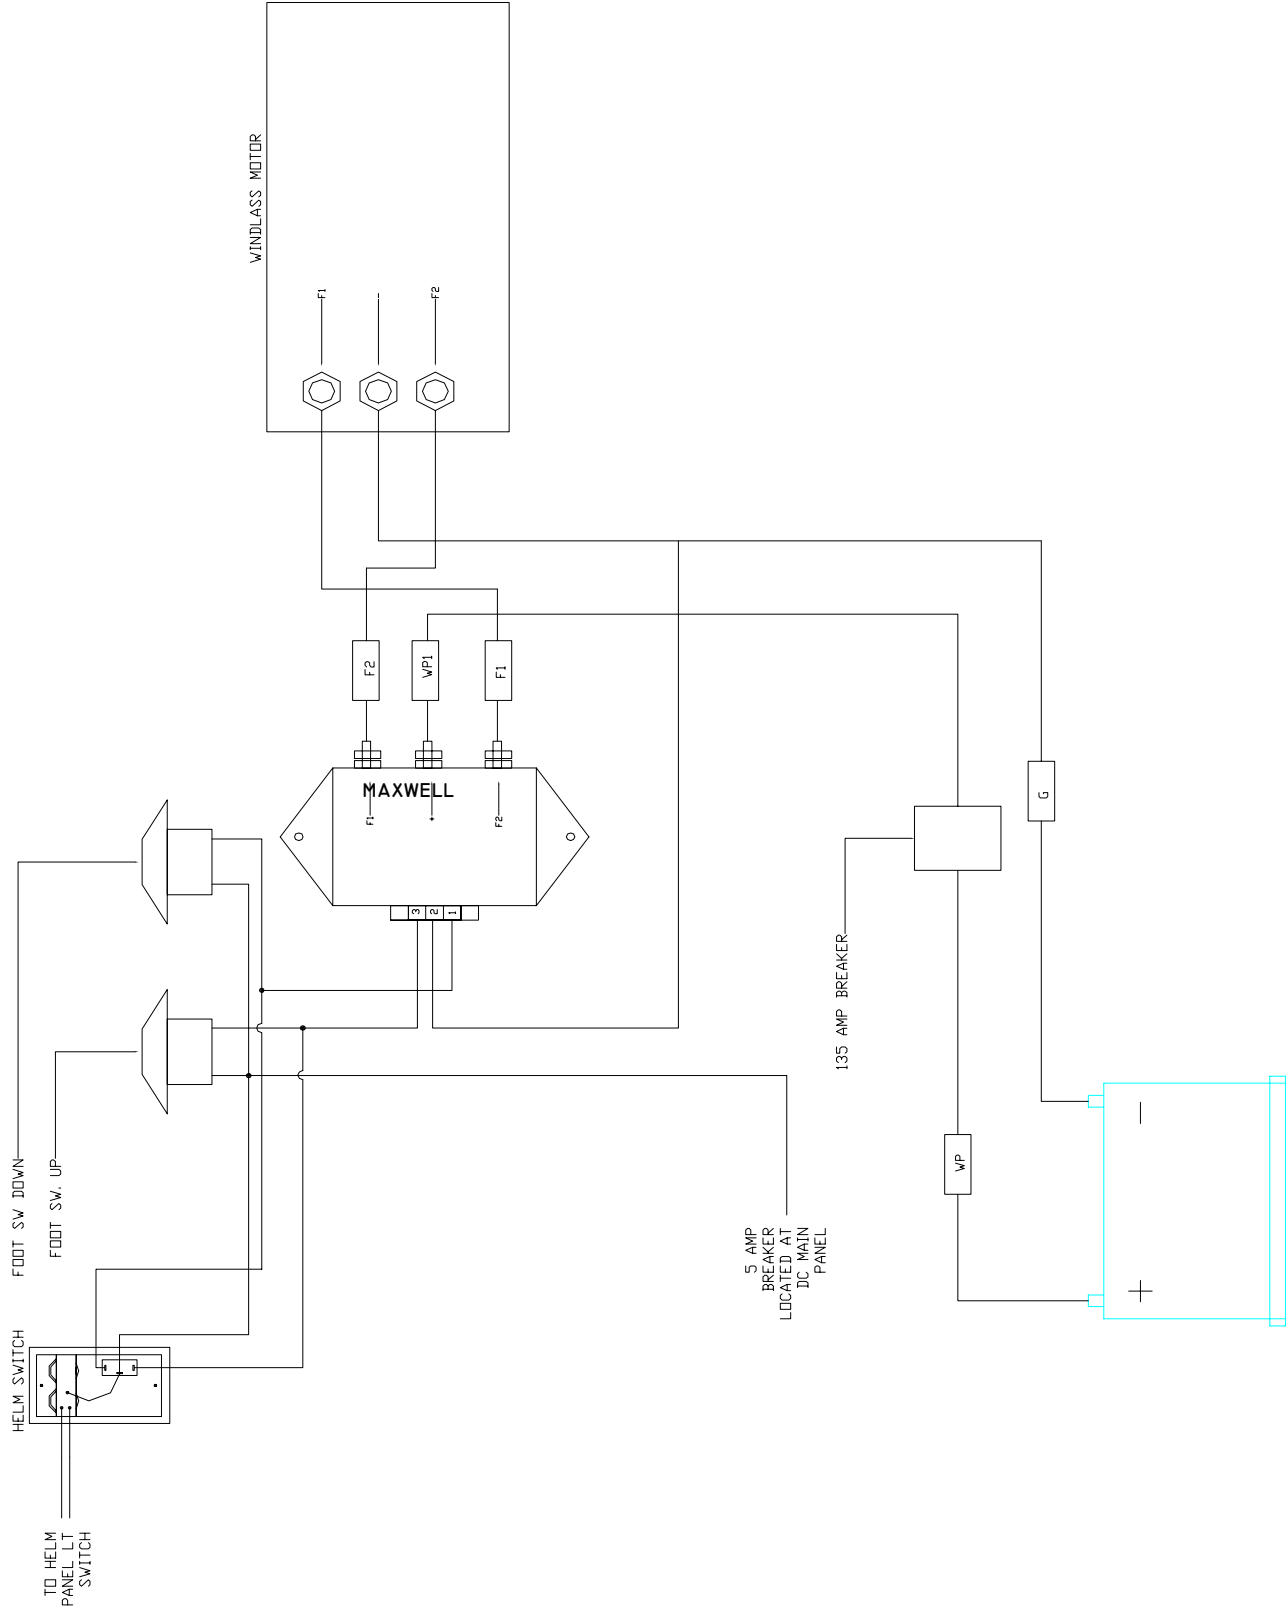 WINDLASS MOTOR
F1
-
F2
F2
WP1
F1
MAXWELL
F1
+
F2
3
2
1
G
135 AMP BREAKER
WP
-
+
FOOT SW DOWN
FOOT SW. UP
5 AMP
BREAKER
LOCATED AT
DC MAIN
PANEL
HELM SWITCH
TO HELM
PANEL LT
SWITCH